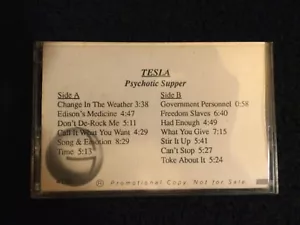 TESLA
Psychotic Supper
Side A
Change In The Weather 3:38
Edison's Medicine 4:47
Don't De-Rock Me 5:11
Call It What You Want 4:29
Song & Emotion 8:29
Time 5:13
Side B
Government Personnel 0:58
Freedom Slaves 6:40
Had Enough 4:49
What You Give 7:15
Stir It Up 5:41
Can't Stop 5:27
Toke About It 5:24
Promotional Copy. Not for Sale